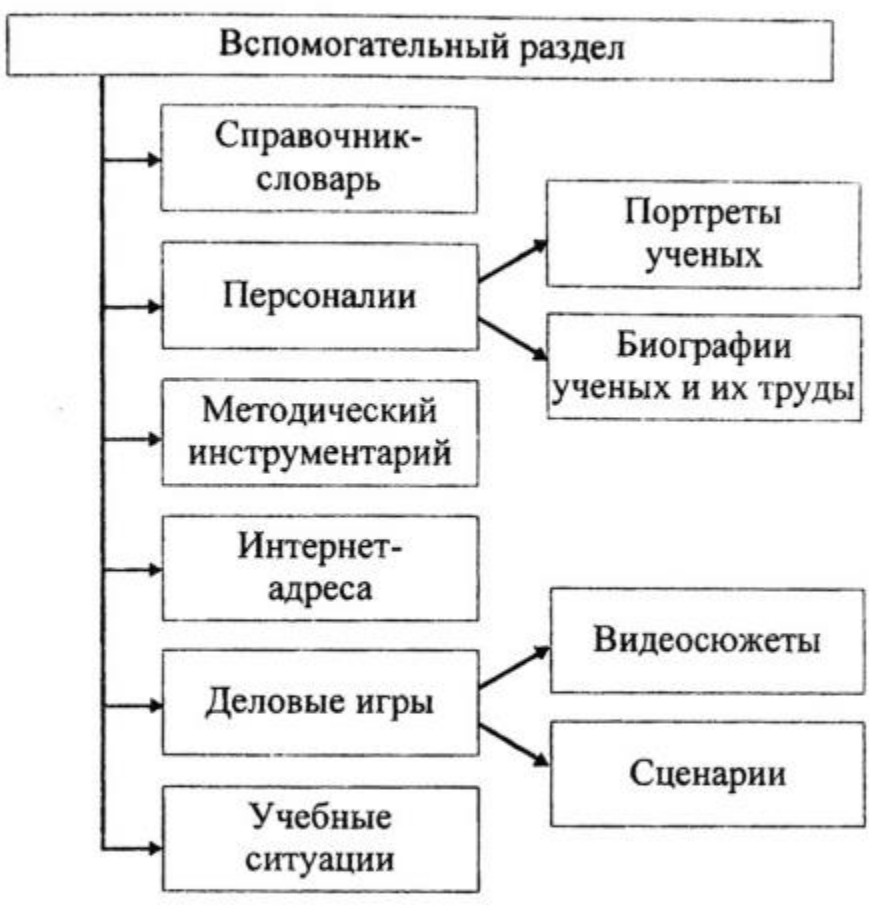 Вспомогательный раздел
Справочник-
словарь
Персоналии
Портреты
ученых
Биографии
ученых и их труды
Методический
инструментарий
Интернет-
адреса
Деловые игры
Видеосюжеты
Сценарии
Учебные
ситуации